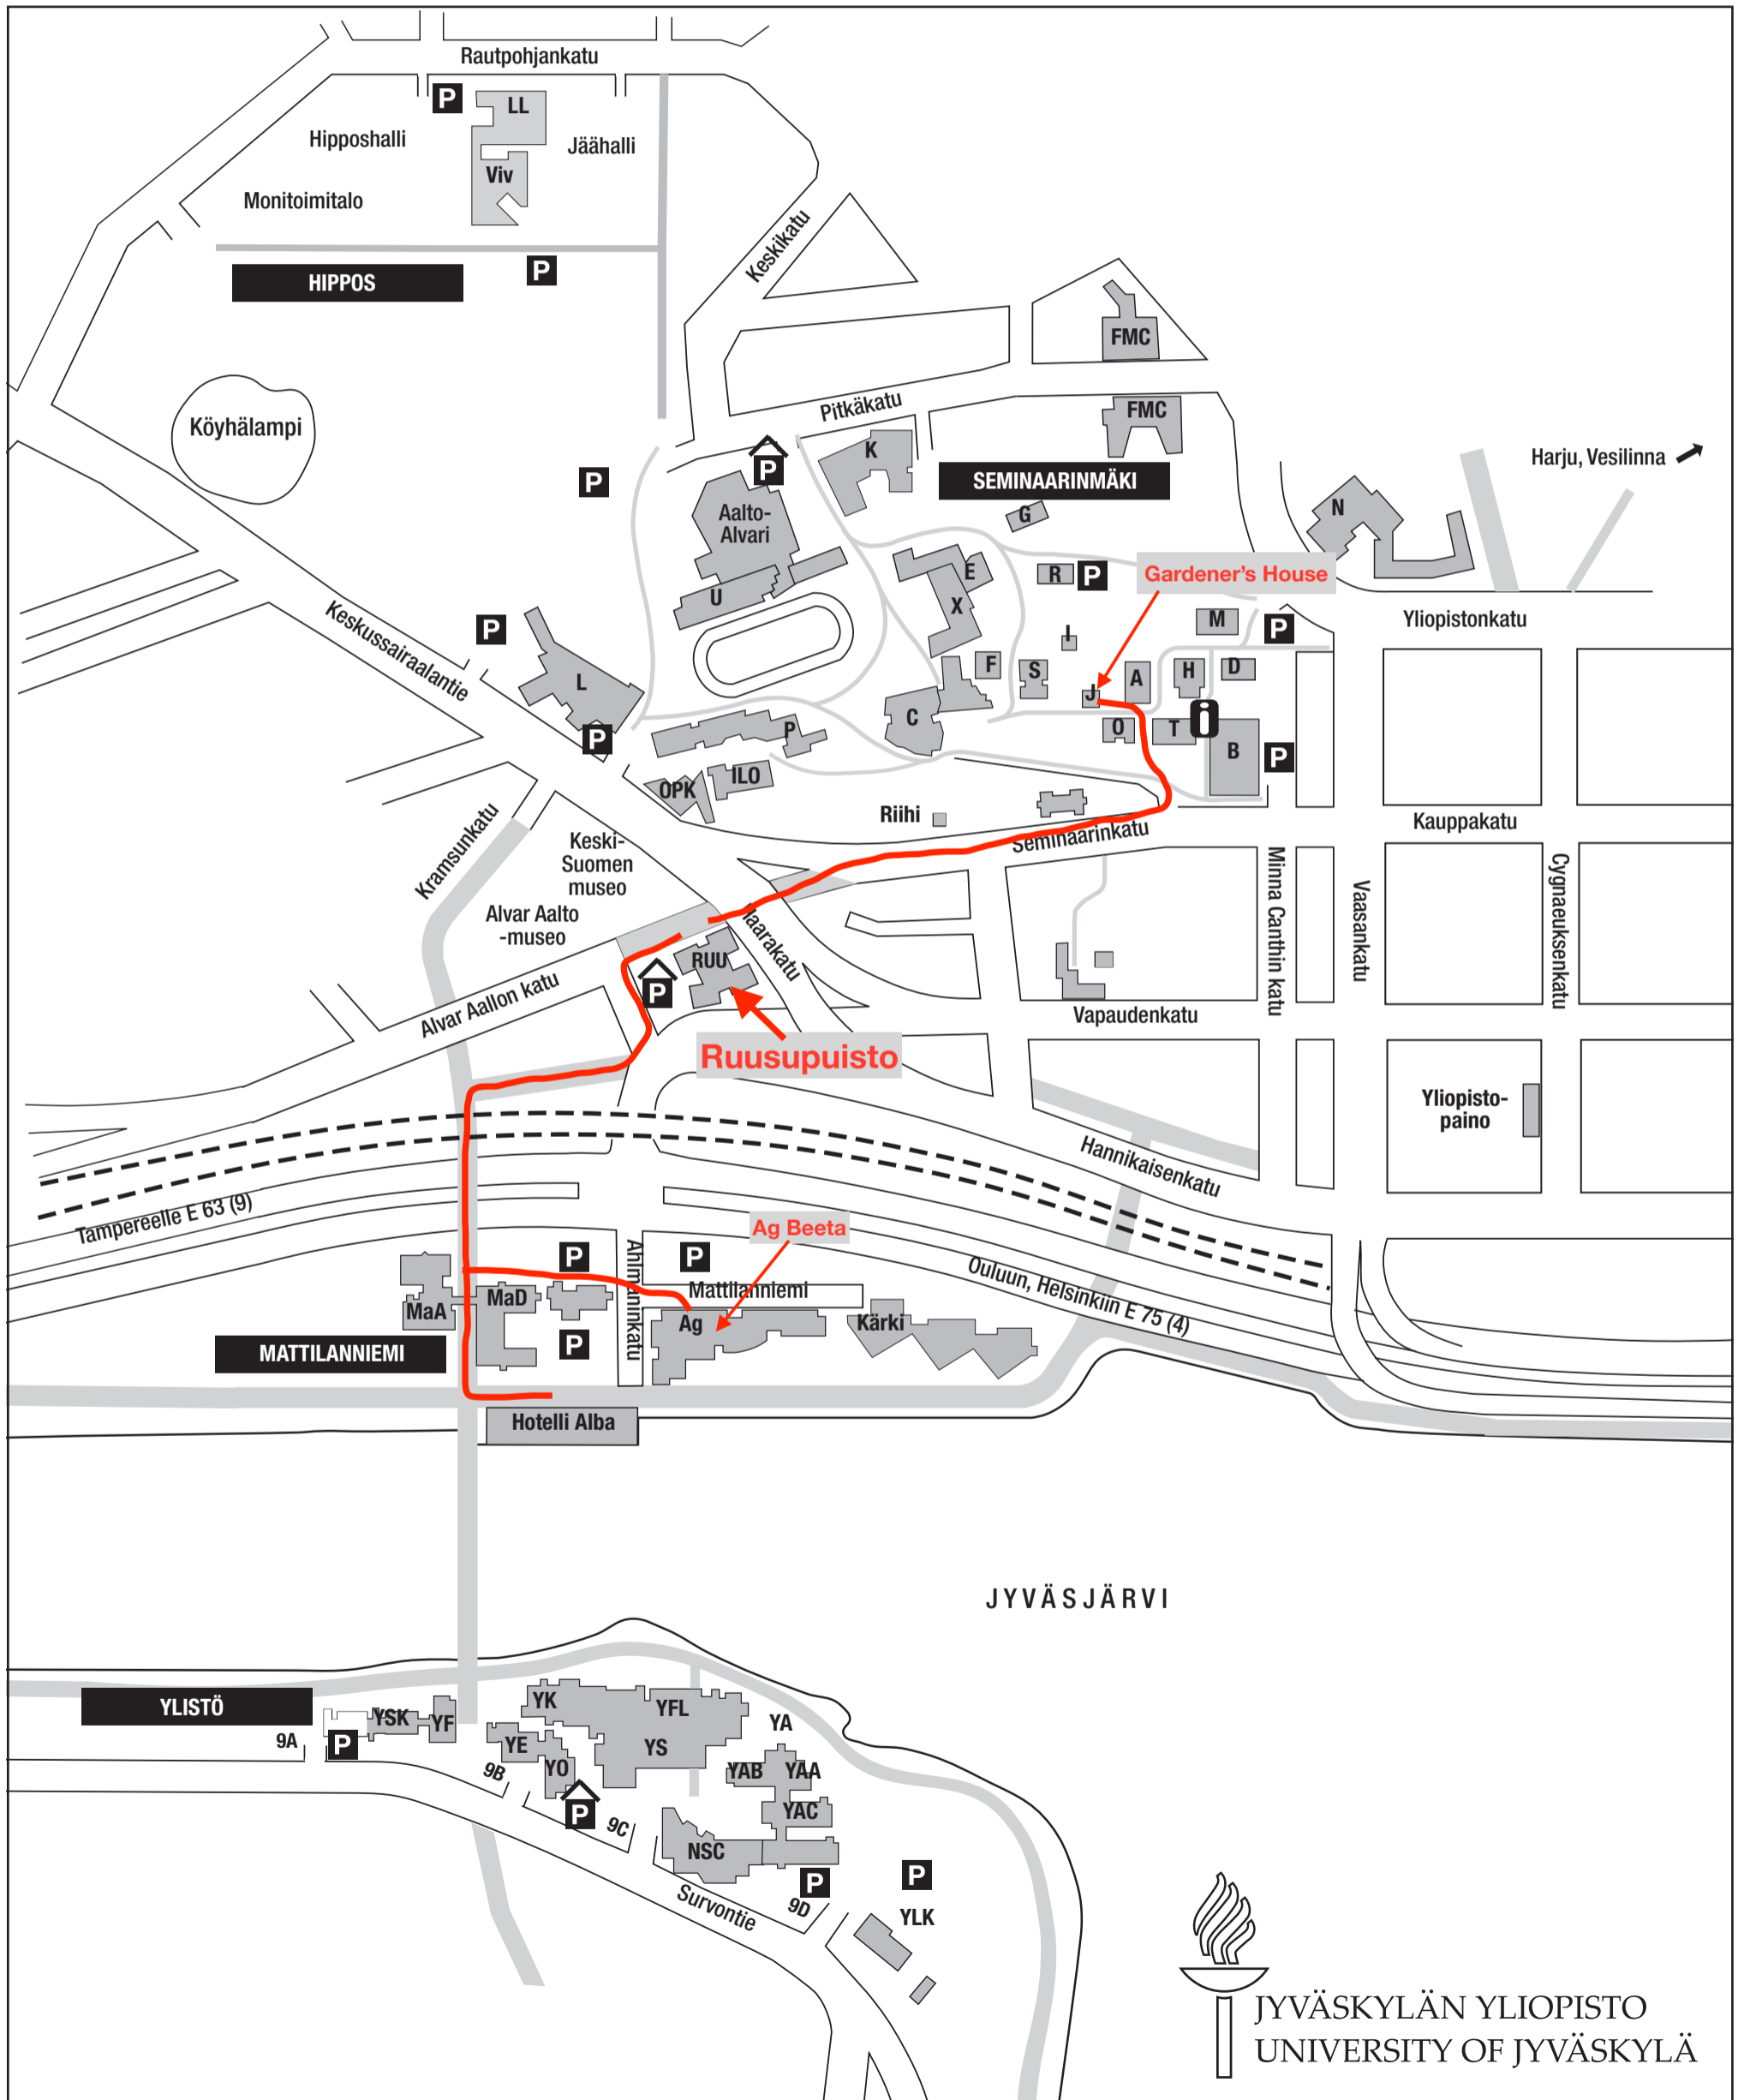 Rautpohjankatu
P
LL
Hipposhalli
Jäähalli
Viv
Monitoimitalo
Keskikatu
P
HIPPOS
FMC
Pitkäkatu
FMC
Köyhälampi
K
Harju, Vesilinna
P
P
SEMINAARINMÄKI
Aalto-
Alvari
G
N
E
R
P
Gardener's House
U
X
Keskussairaalantie
P
I
M
P
Yliopistonkatu
L
F
S
J
A
H
D
C
O
T
i
B
P
P
P
OPK
ILO
Riihi
Seminaarinkatu
Kauppakatu
Kramsunkatu
Keski-
Suomen
museo
Alvar Aalto
-museo
Minna Canthin katu
Vaasankatu
Cygnaeuksenkatu
RUU
P
Alvar Aallon katu
Vapaudenkatu
Ruusupuisto
Yliopisto-
paino
Hannikaisenkatu
Tampereelle E 63 (9)
Ag Beeta
P
P
Ahlmaninkatu
Mattilanniemi
Ouluun, Helsinkiin E 75 (4)
MaA
MaD
Ag
Kärki
MATTILANNIEMI
P
Hotelli Alba
JYVÄSJÄRVI
YLISTÖ
YSK
YF
YK
YFL
YA
9A
P
YE
YS
9B
YO
YAB
YAA
P
9C
YAC
NSC
P
P
Survontie
9D
YLK
JYVÄSKYLÄN YLIOPISTO
UNIVERSITY OF JYVÄSKYLÄ